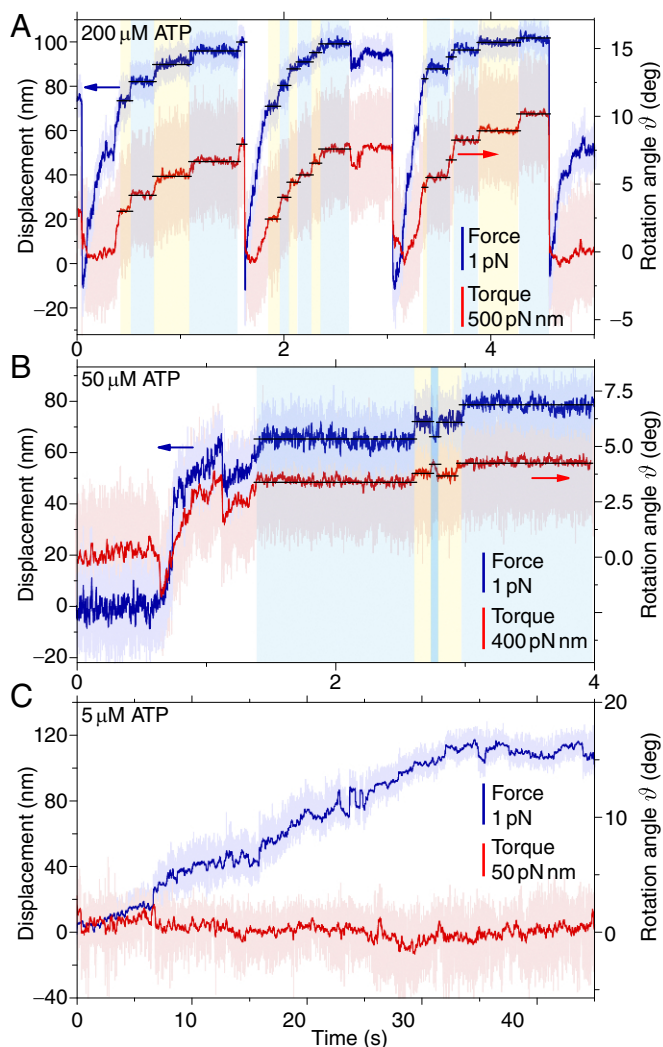 A
200 μM ATP
100
80
60
40
20
0
−20
Displacement (nm)
15
10
5
0
−5
Rotation angle ϑ (deg)
Force
1 pN
Torque
500 pN nm
0
2
4
B
50 μM ATP
80
60
40
20
0
−20
Displacement (nm)
7.5
5.0
2.5
0.0
Rotation angle ϑ (deg)
Force
1 pN
Torque
400 pN nm
0
2
4
C
5 μM ATP
120
80
40
0
−40
Displacement (nm)
20
10
0
Rotation angle ϑ (deg)
Force
1 pN
Torque
50 pN nm
0
10
20
30
40
Time (s)